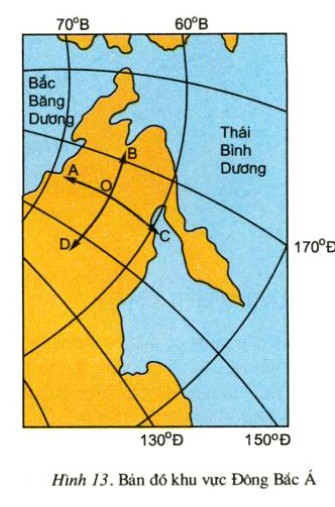 70°B
60°B
Bắc
Băng
Dương
Thái
Bình
Dương
B
A
O
C
D
170°Đ
130°Đ
150°Đ
Hình 13. Bản đồ khu vực Đông Bắc Á